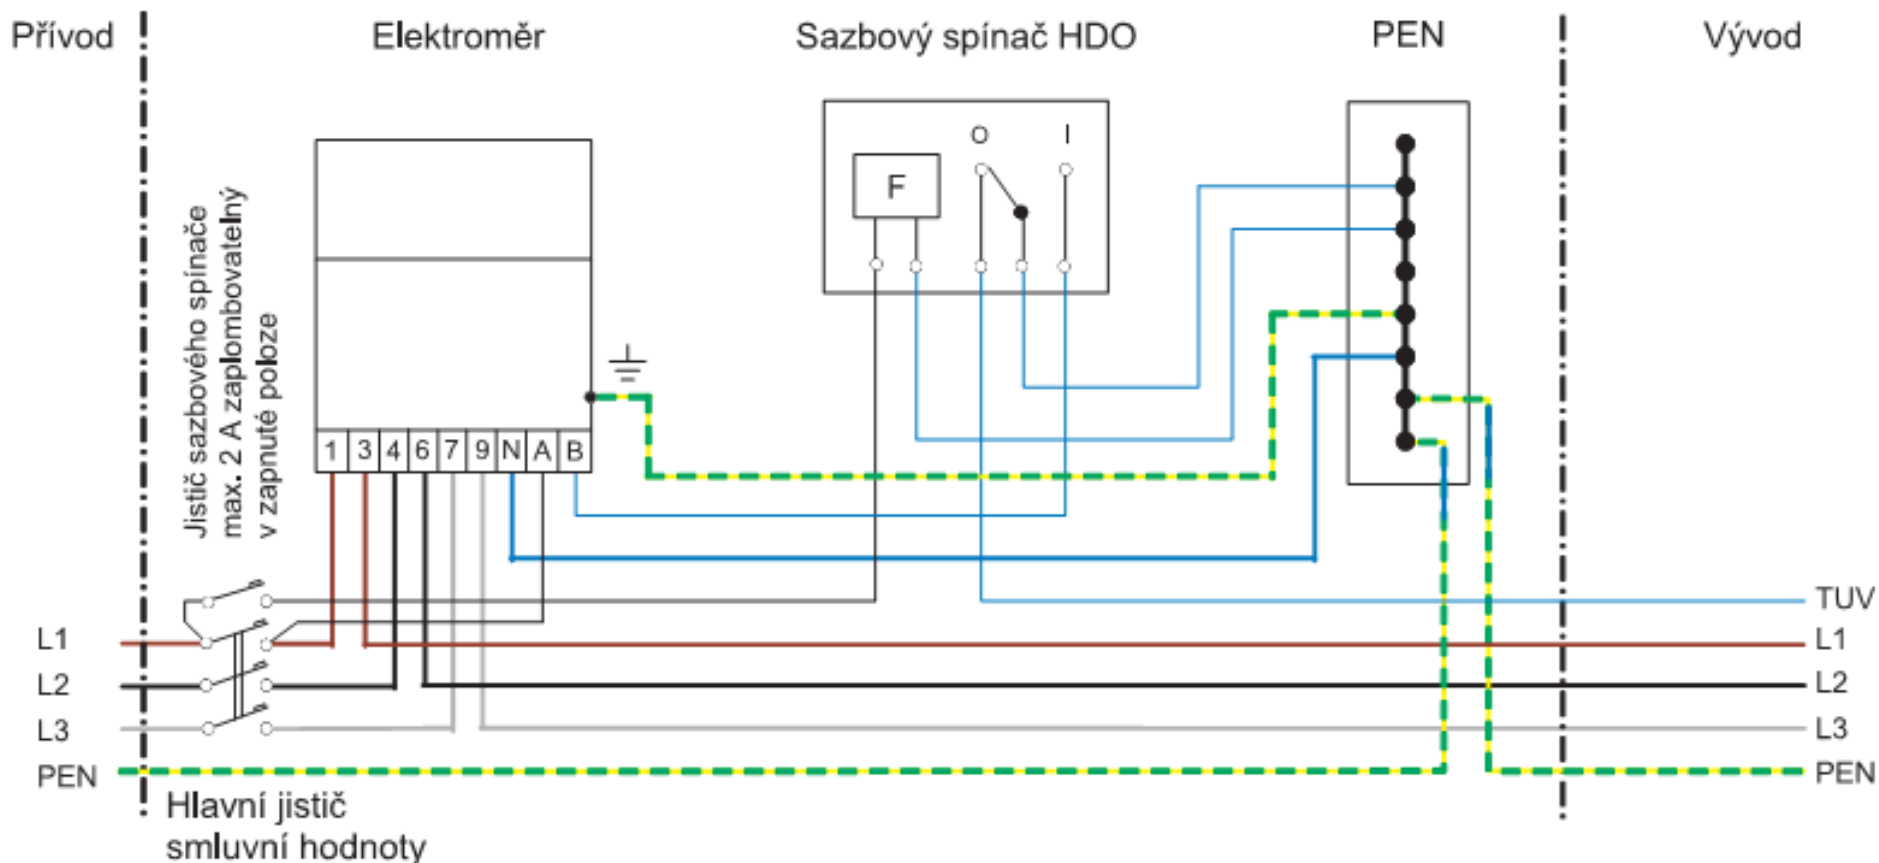 Přívod
Elektroměr
Sazbový spínač HDO
PEN
Vývod
O
I
F
Jistič sazbového spínače
max. 2 A zaplombovatelný
v zapnuté poloze
1 3 4 6 7 9 N A B
TUV
L1
L1
L2
L2
L3
L3
PEN
PEN
Hlavní jistič
smluvní hodnoty